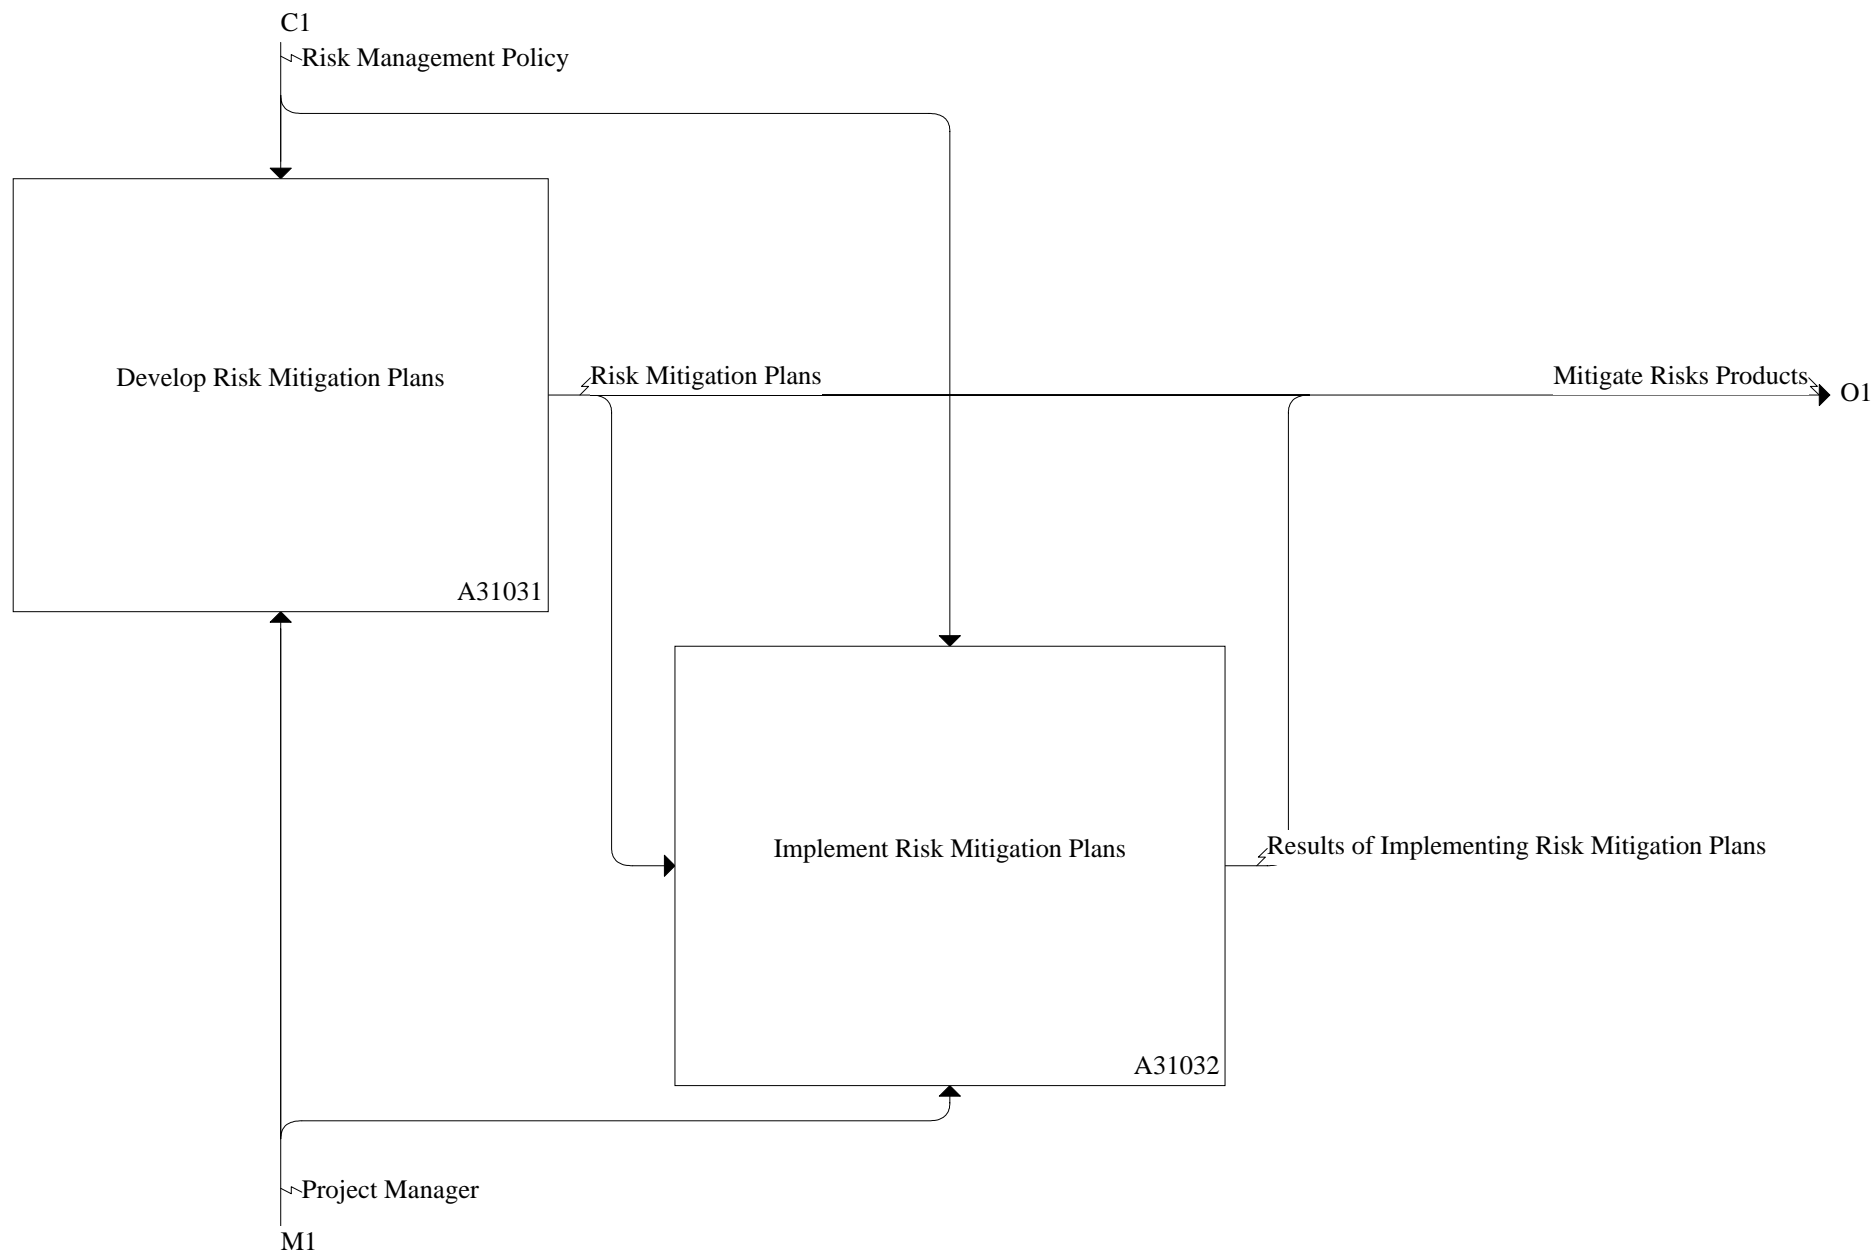 C1
Risk Management Policy
Develop Risk Mitigation Plans
Risk Mitigation Plans
Mitigate Risks Products
O1
A31031
Implement Risk Mitigation Plans
Results of Implementing Risk Mitigation Plans
A31032
Project Manager
M1